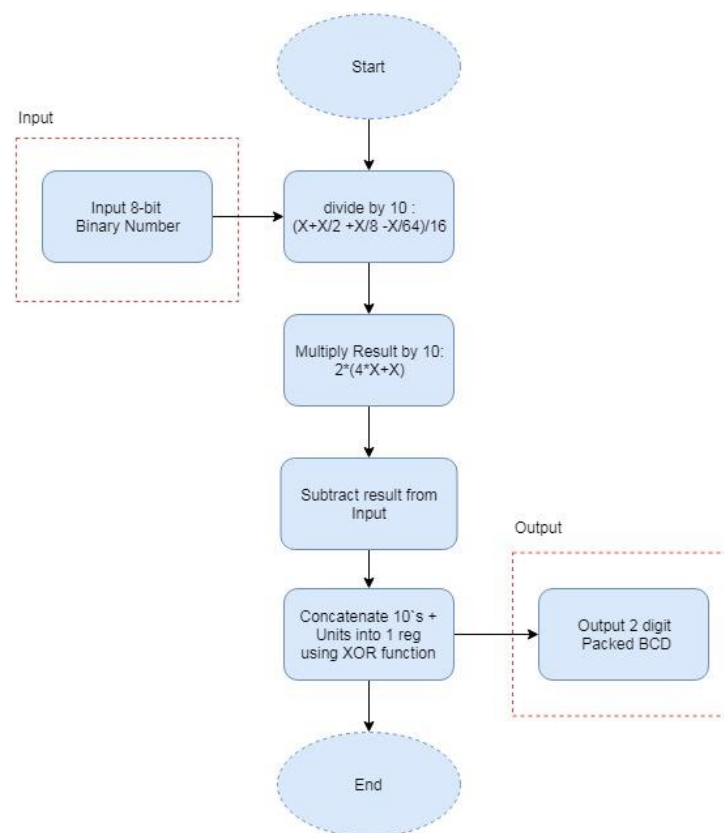 Start
Input
Input 8-bit
Binary Number
divide by 10 :
(X+X/2 +X/8 -X/64)/16
Multiply Result by 10:
2*(4*X+X)
Subtract result from
Input
Output
Concatenate 10`s +
Units into 1 reg
using XOR function
Output 2 digit
Packed BCD
End